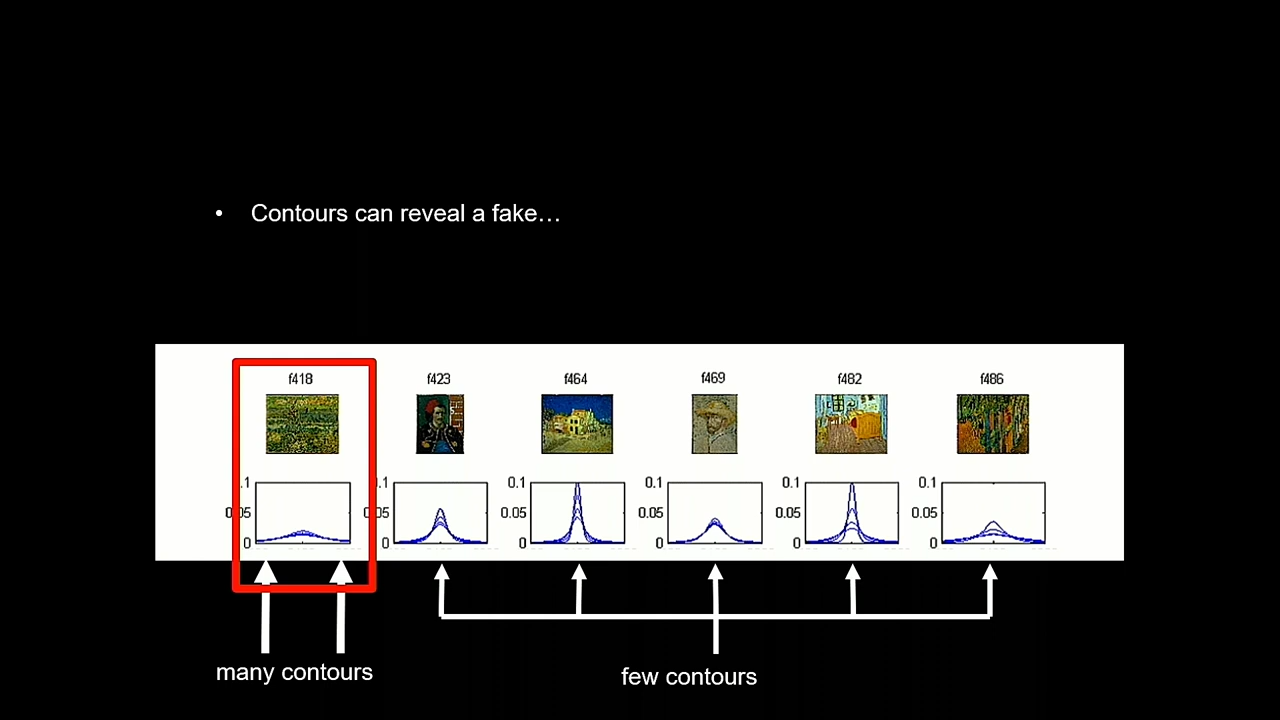 • Contours can reveal a fake…
f418 f423 f464 f469 f482 f486
.1 0.1 0.1 0.1 0.1 0.1
0.05 0.05 0.05 0.05 0.05 0.05
0 0 0 0 0 0
many contours
few contours